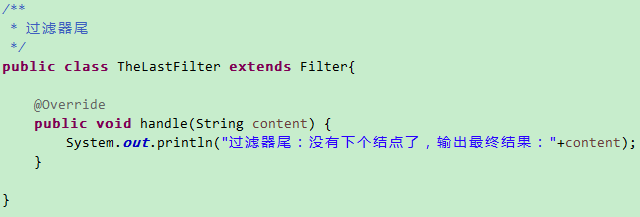 /**
 * 过滤器尾
 */
public class TheLastFilter extends Filter{
    @Override
    public void handle(String content) {
        System.out.println("过滤器尾：没有下个结点了，输出最终结果："+content);
    }
}